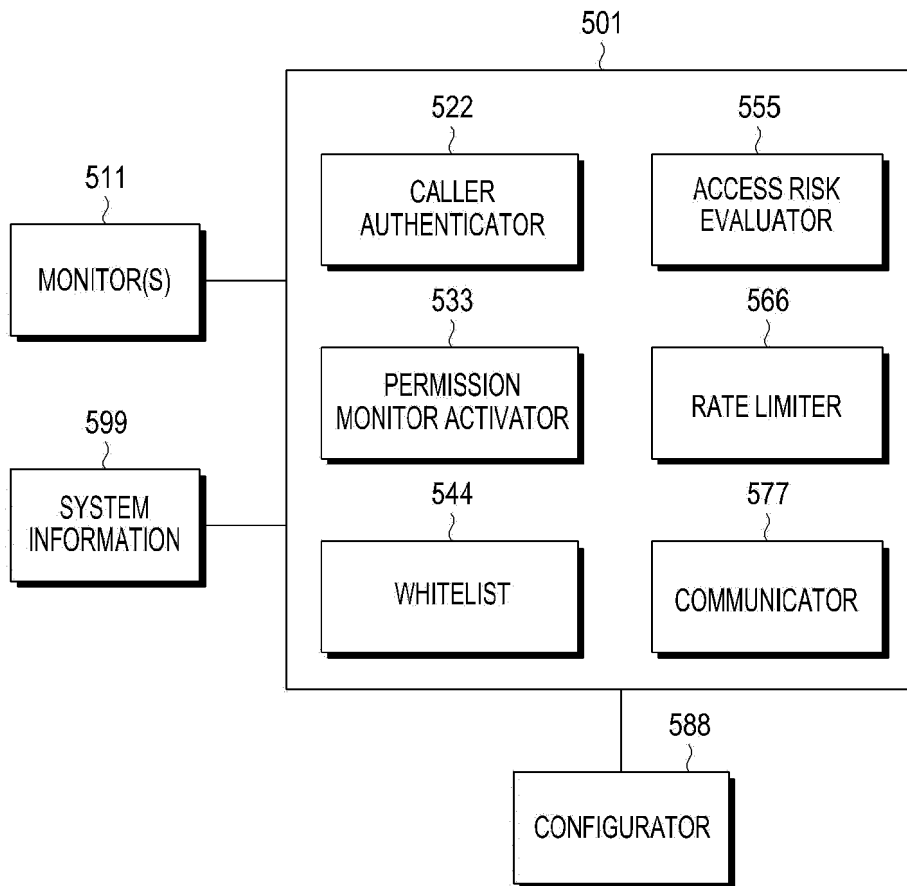 501
522
555
511
CALLER
AUTHENTICATOR
ACCESS RISK
EVALUATOR
MONITOR(S)
533
566
PERMISSION
MONITOR ACTIVATOR
RATE LIMITER
599
544
577
SYSTEM
INFORMATION
WHITELIST
COMMUNICATOR
588
CONFIGURATOR